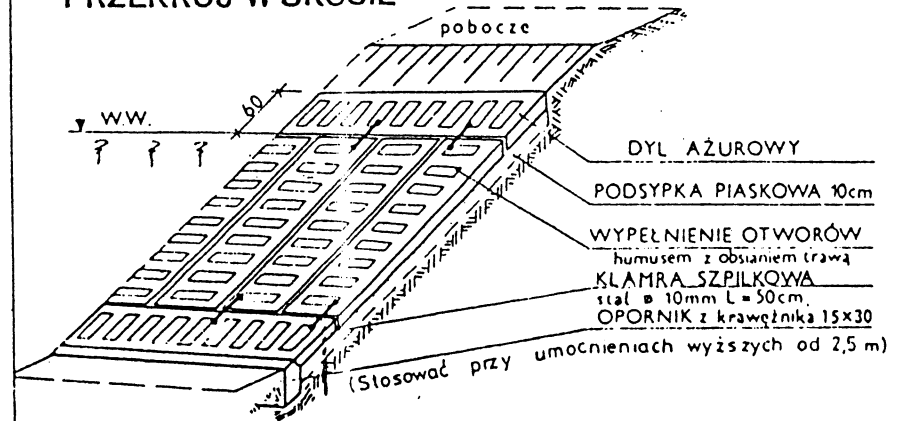 PRZEKRÓJ W SKOSIE
pobocze
60
W.W.
DYL AŻUROWY
PODSYPKA PIASKOWA 10cm
WYPEŁNIENIE OTWORÓW
humusem z obsianiem trawą
KLAMRA SZPILKOWA
stal ø 10mm L = 50cm,
OPORNIK z krawężnika 15×30
(Stosować przy umocnieniach wyższych od 2,5 m)